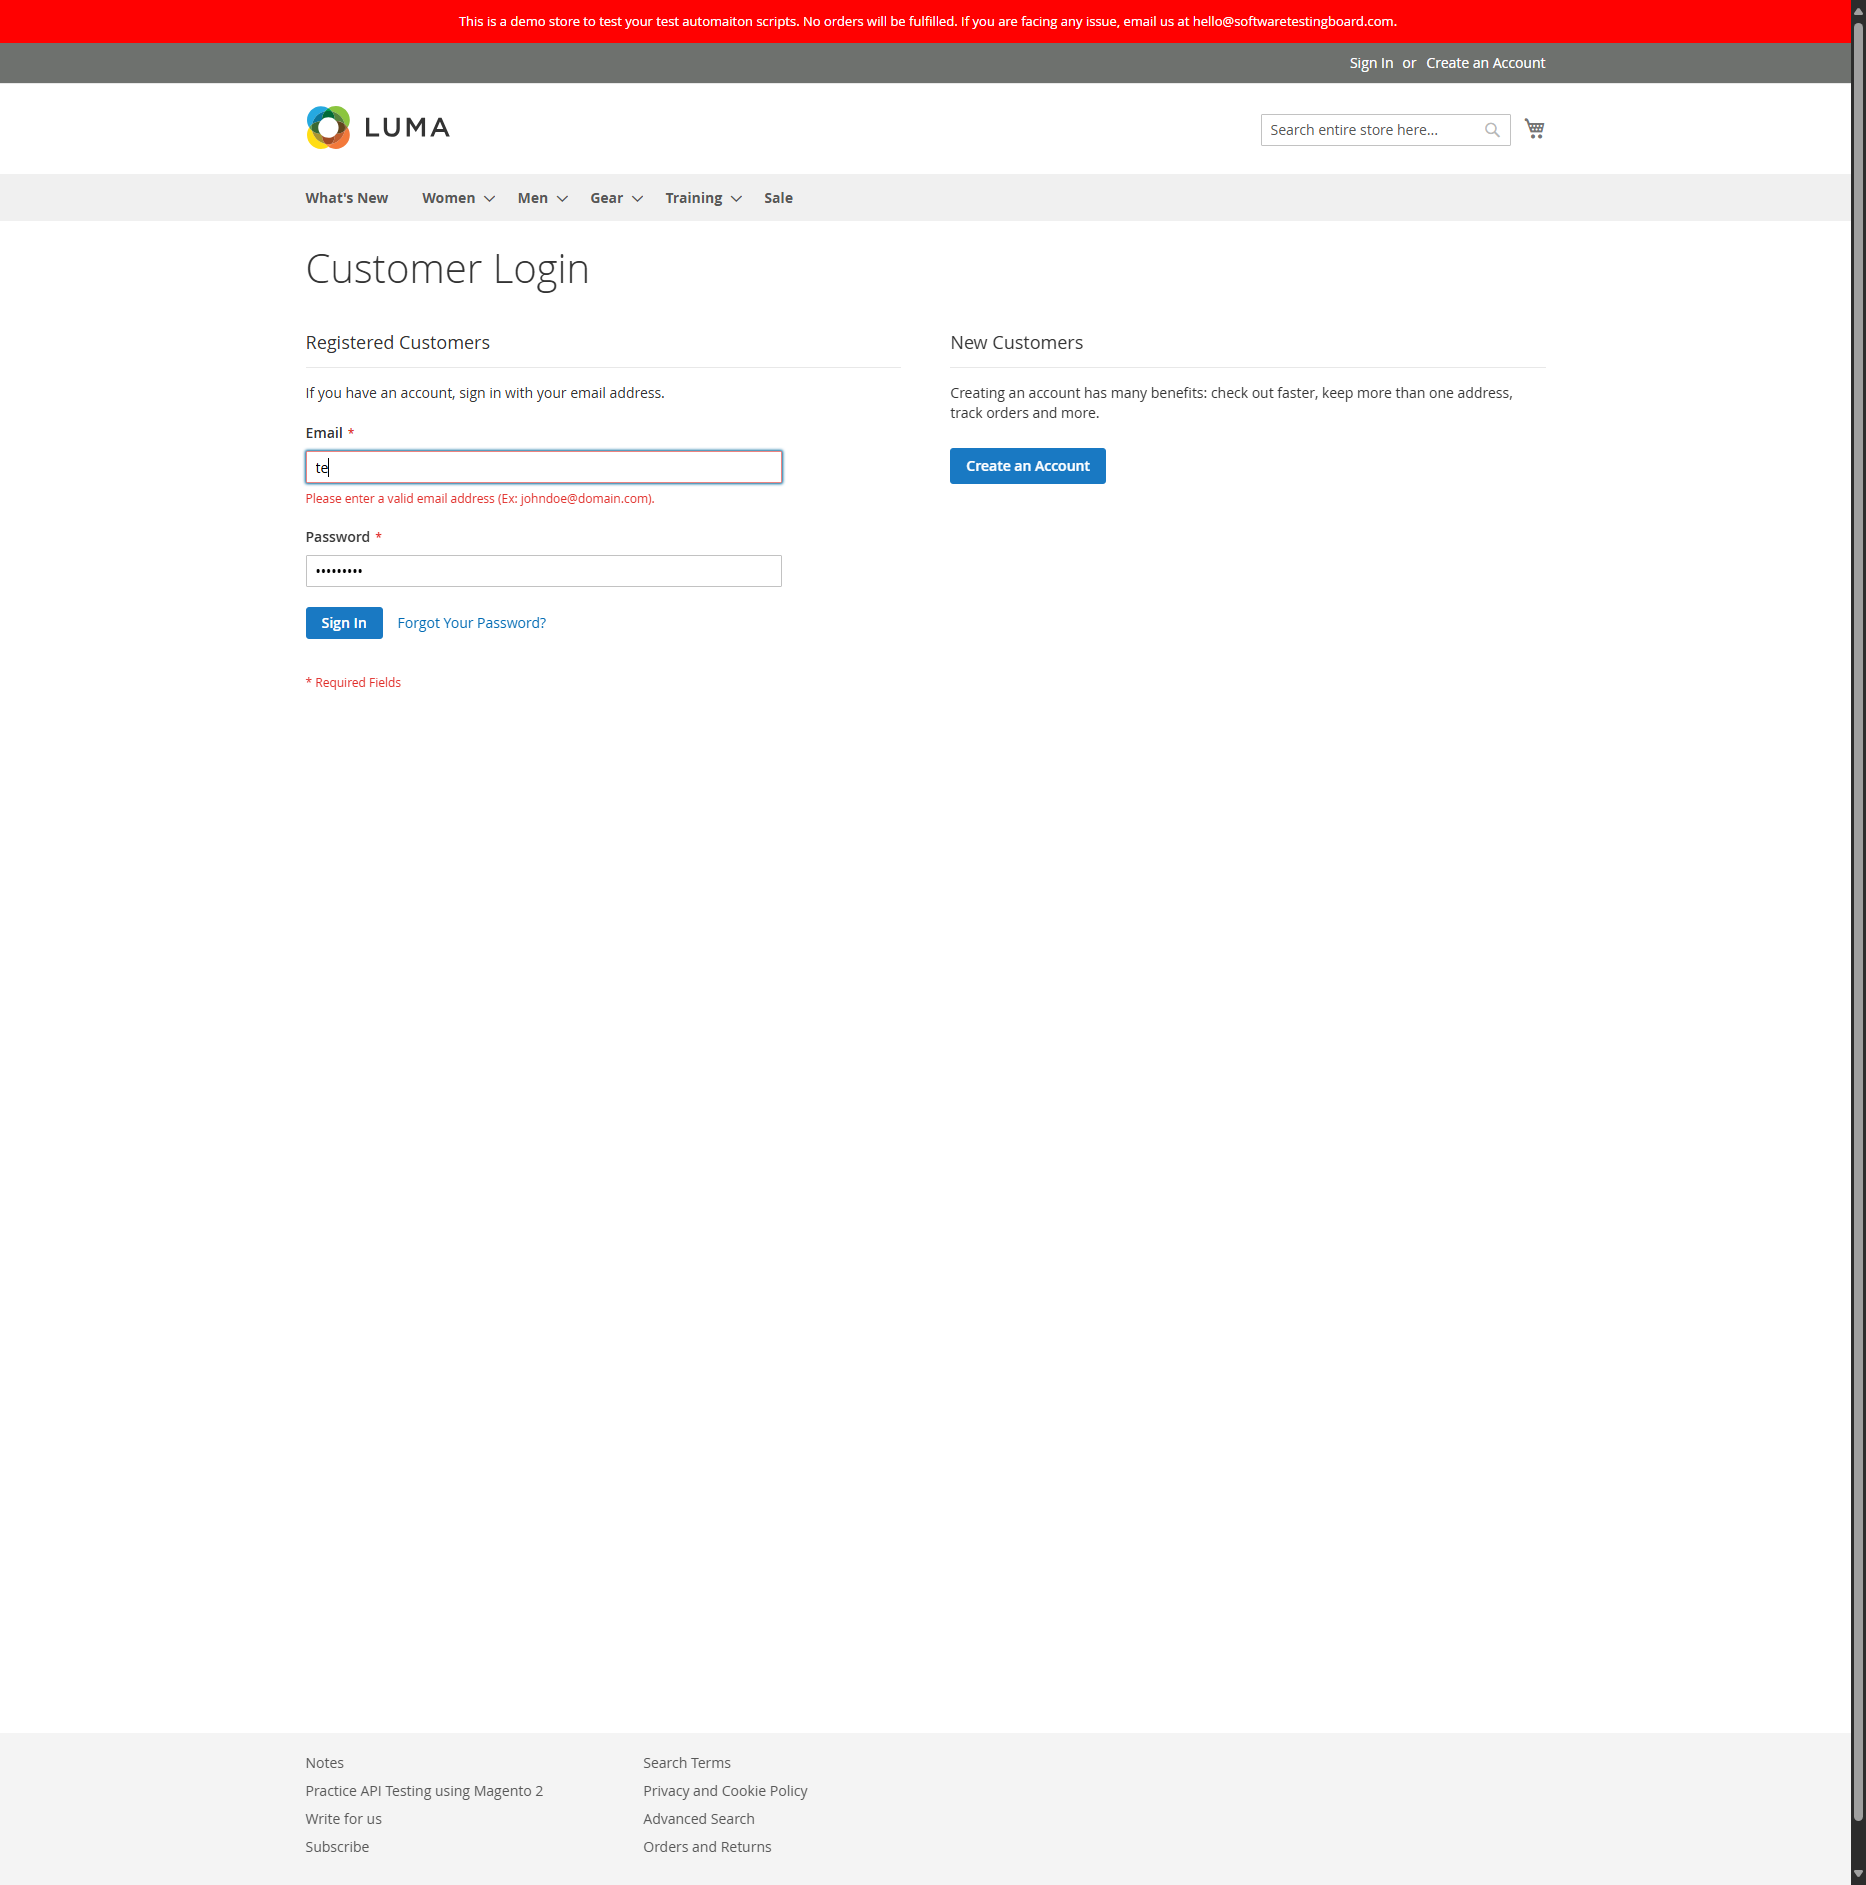 This is a demo store to test your test automaiton scripts. No orders will be fulfilled. If you are facing any issue, email us at hello@softwaretestingboard.com.
Sign In or Create an Account
LUMA
Search entire store here...
What's New Women Men Gear Training Sale
Customer Login
Registered Customers
If you have an account, sign in with your email address.
Email *
te
Please enter a valid email address (Ex: johndoe@domain.com).
Password *
•••••••••
Sign In Forgot Your Password?
* Required Fields
New Customers
Creating an account has many benefits: check out faster, keep more than one address,
track orders and more.
Create an Account
Notes
Practice API Testing using Magento 2
Write for us
Subscribe
Search Terms
Privacy and Cookie Policy
Advanced Search
Orders and Returns